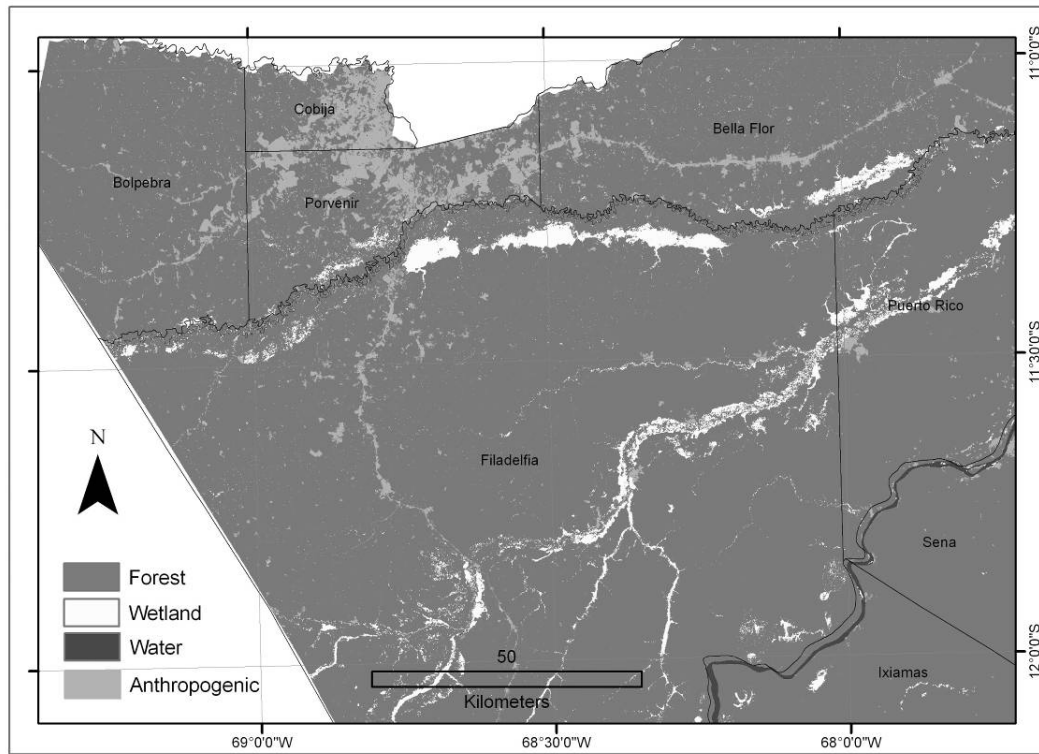 11°0'0"S
Cobija
Bella Flor
Bolpebra
Porvenir
Puerto Rico
11°30'0"S
N
Filadelfia
Sena
Forest
Wetland
Water
Anthropogenic
50
Kilometers
12°0'0"S
Ixiamas
69°0'0"W
68°30'0"W
68°0'0"W